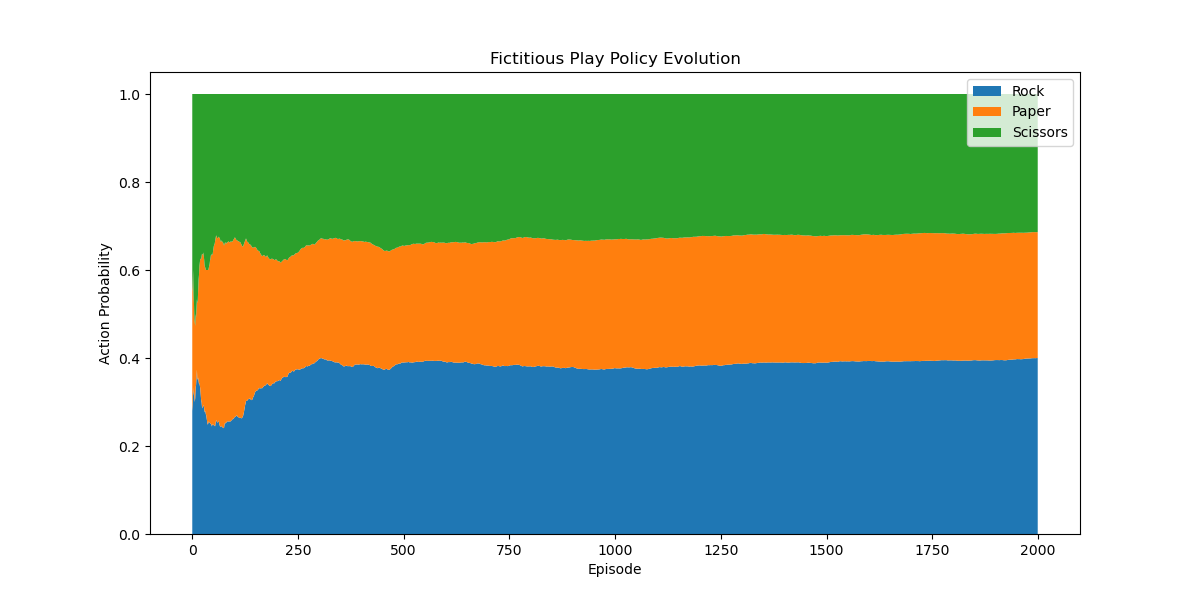 Fictitious Play Policy Evolution
Rock
Paper
Scissors
1.0
0.8
0.6
0.4
0.2
0.0
Action Probability
0 250 500 750 1000 1250 1500 1750 2000
Episode